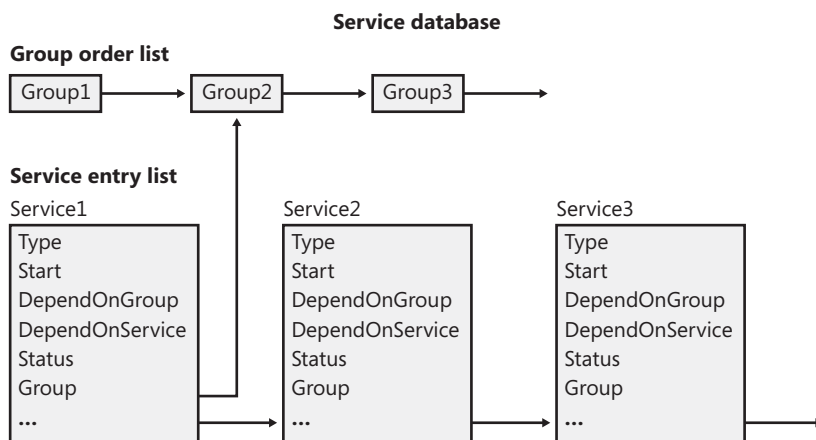 Service database
Group order list
Group1 Group2 Group3
Service entry list
Service1 Service2 Service3
Type Type Type
Start Start Start
DependOnGroup DependOnGroup DependOnGroup
DependOnService DependOnService DependOnService
Status Status Status
Group Group Group
... ... ...